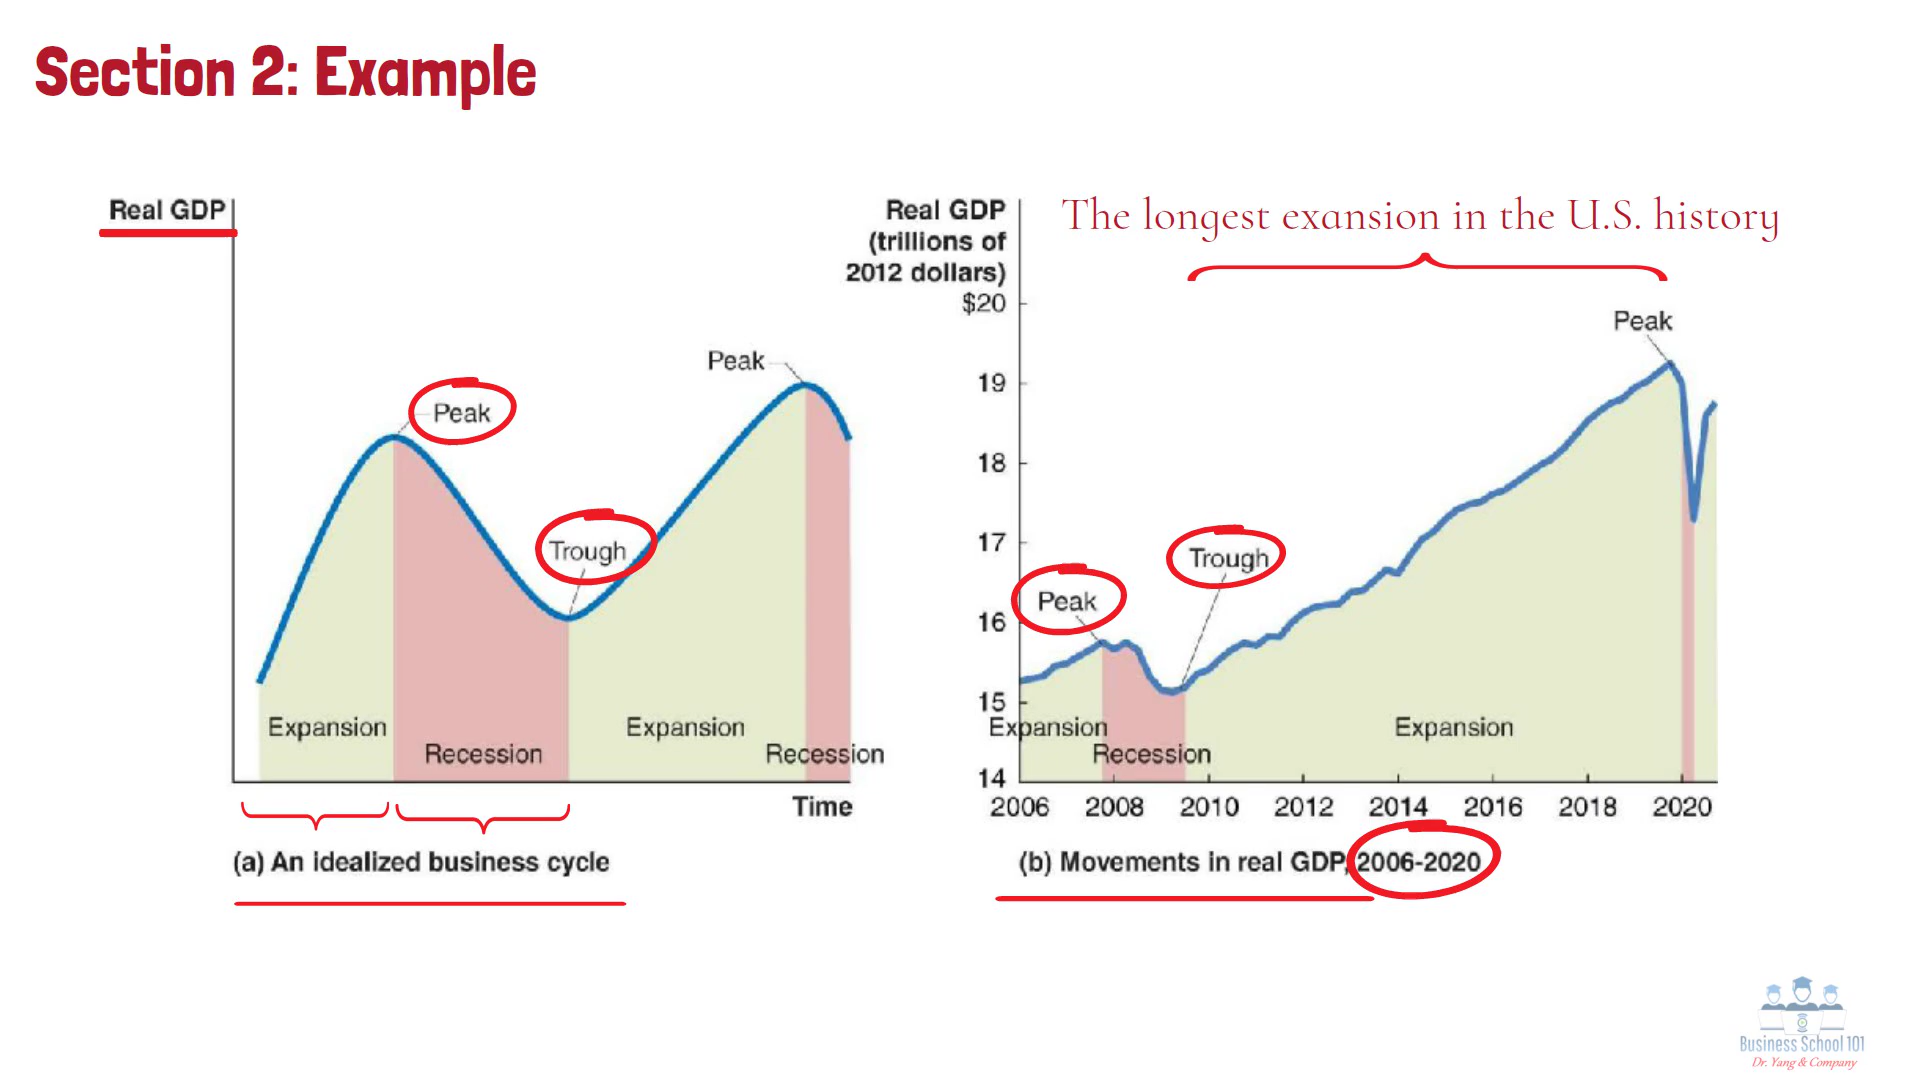 Section 2: Example
Real GDP
Peak
Peak
Trough
Expansion
Recession
Expansion
Recession
Time
(a) An idealized business cycle
Real GDP
(trillions of
2012 dollars)
The longest exansion in the U.S. history
$20
19
18
17
16
15
14
Peak
Trough
Peak
Expansion
Recession
Expansion
2006 2008 2010 2012 2014 2016 2018 2020
(b) Movements in real GDP, 2006-2020
Business School 101
Dr. Yang & Company